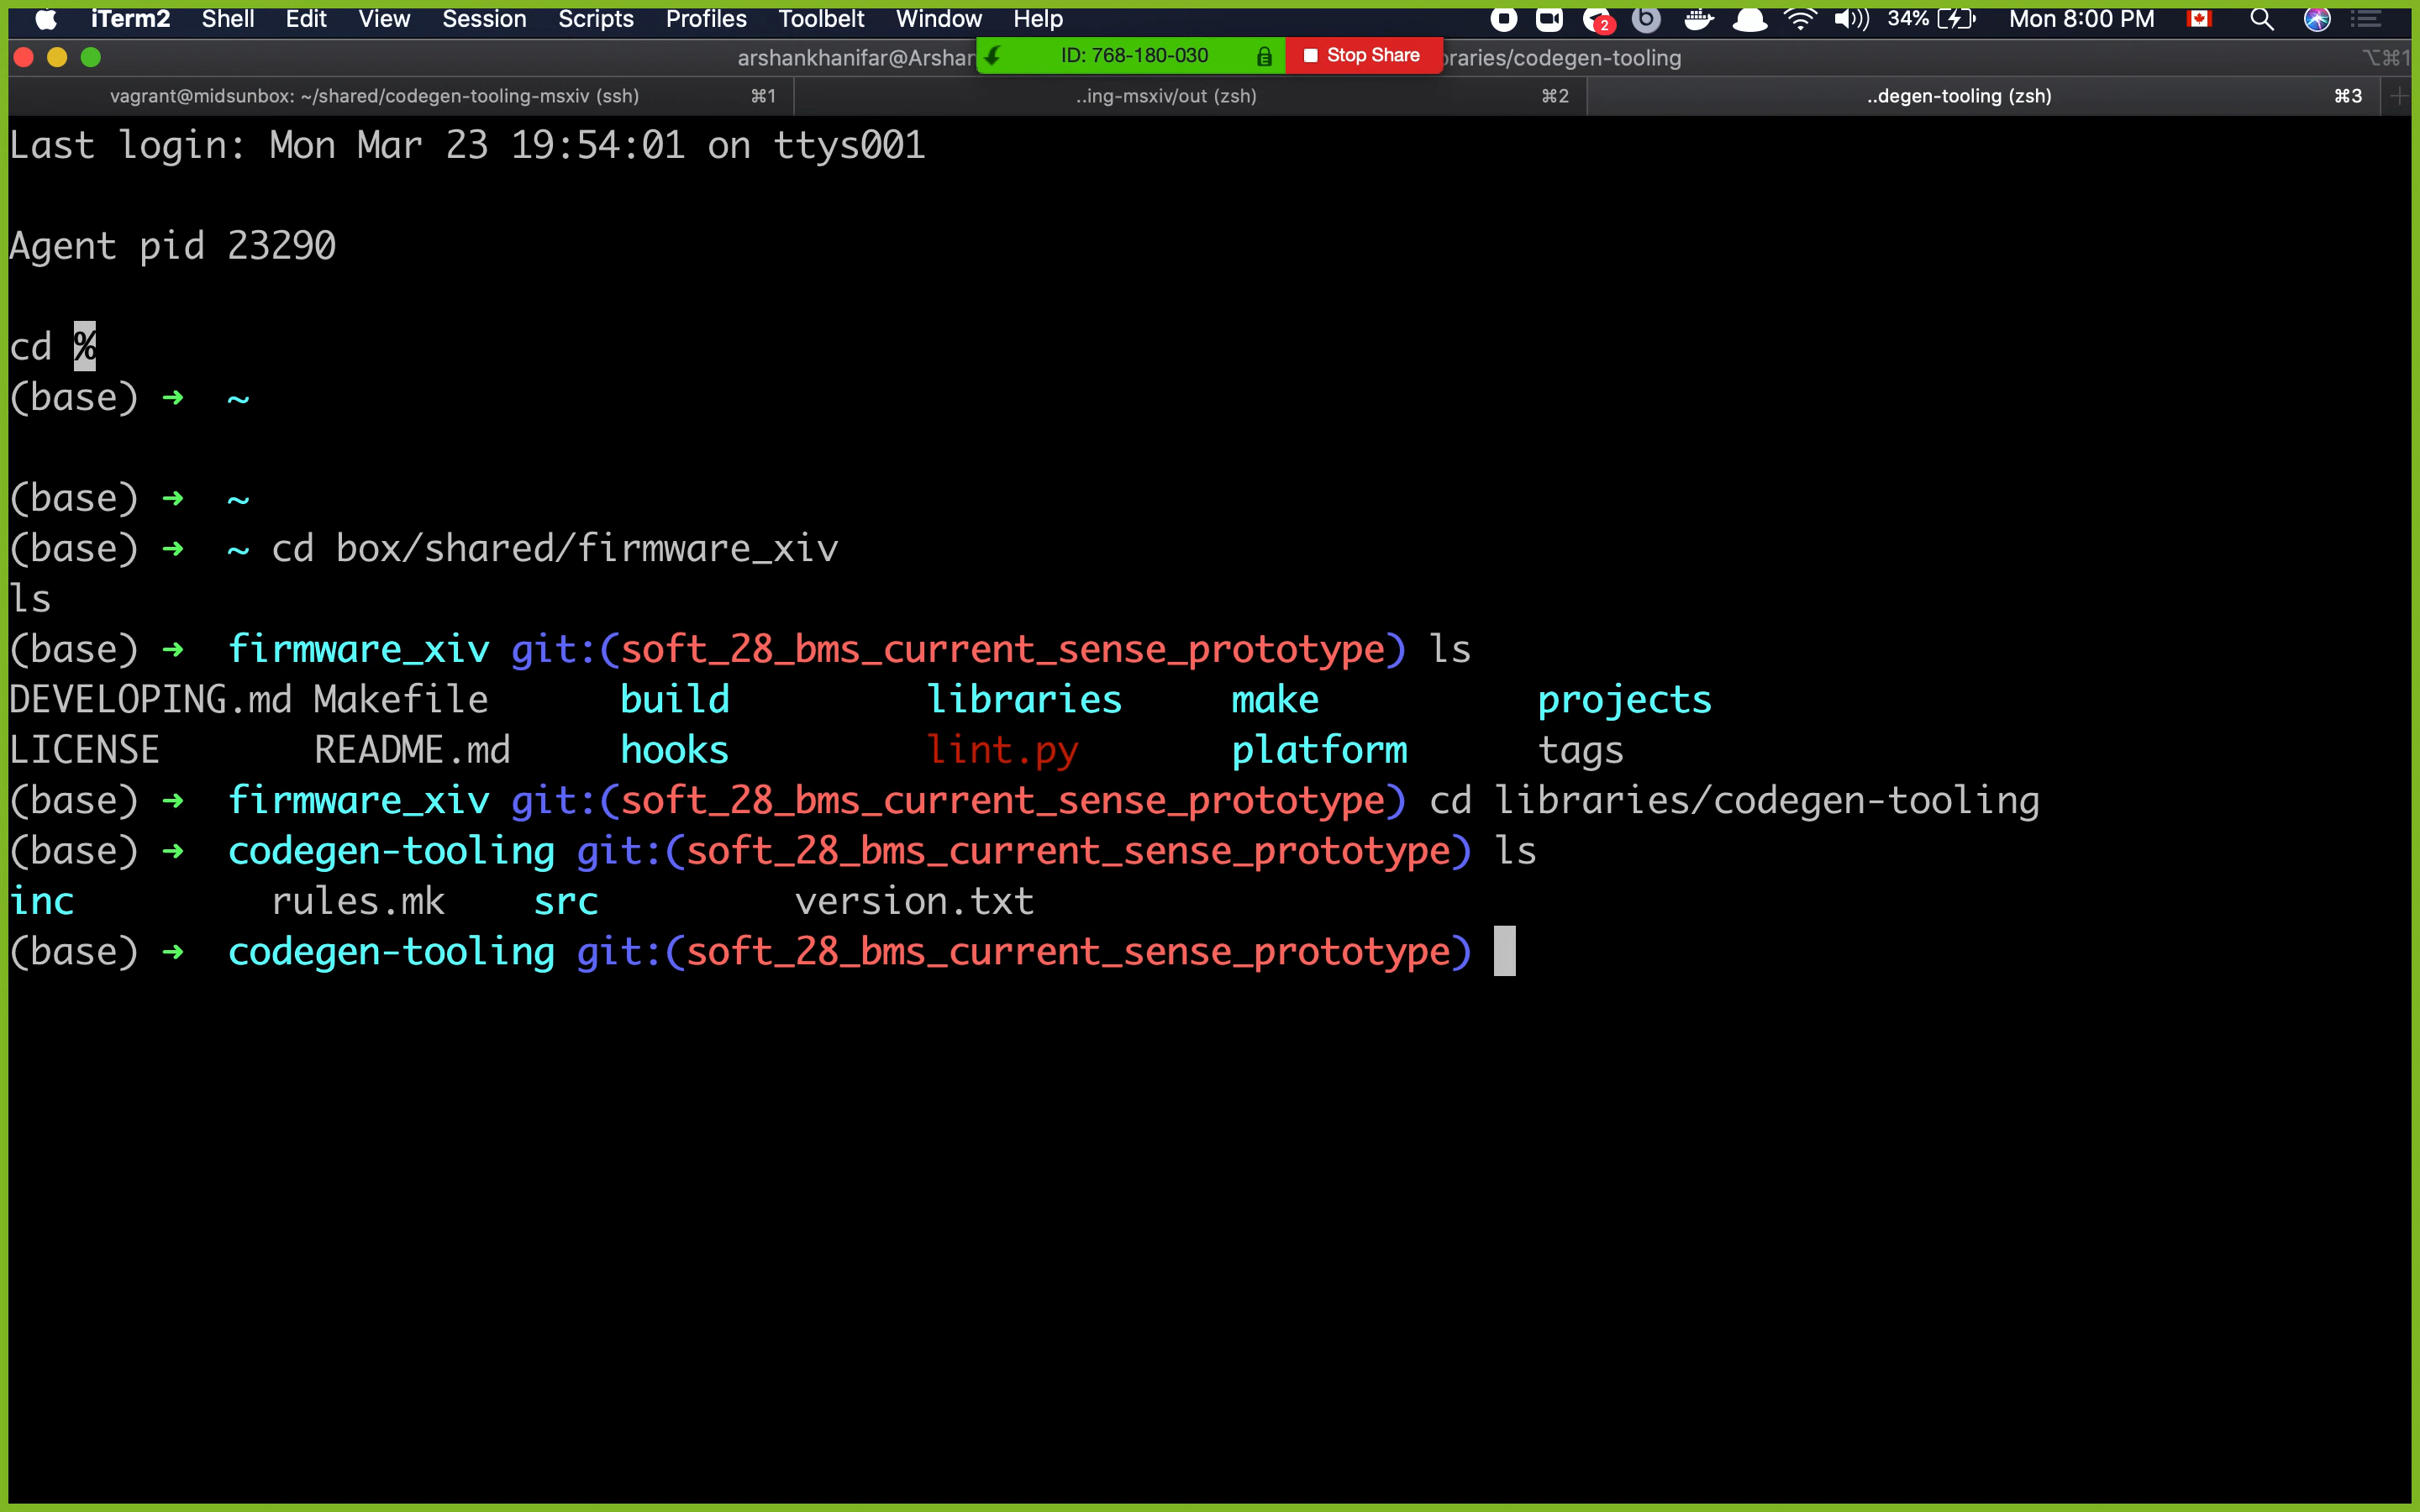 iTerm2 Shell Edit View Session Scripts Profiles Toolbelt Window Help 2 b 34% Mon 8:00 PM
arshankhanifar@Arshan ID: 768-180-030 Stop Share braries/codegen-tooling ⌥⌘1
vagrant@midsunbox: ~/shared/codegen-tooling-msxiv (ssh) ⌘1 ..ing-msxiv/out (zsh) ⌘2 ..degen-tooling (zsh) ⌘3 +
Last login: Mon Mar 23 19:54:01 on ttys001
Agent pid 23290
cd %
(base) ➜ ~
(base) ➜ ~
(base) ➜ ~ cd box/shared/firmware_xiv
ls
(base) ➜ firmware_xiv git:(soft_28_bms_current_sense_prototype) ls
DEVELOPING.md Makefile build libraries make projects
LICENSE README.md hooks lint.py platform tags
(base) ➜ firmware_xiv git:(soft_28_bms_current_sense_prototype) cd libraries/codegen-tooling
(base) ➜ codegen-tooling git:(soft_28_bms_current_sense_prototype) ls
inc rules.mk src version.txt
(base) ➜ codegen-tooling git:(soft_28_bms_current_sense_prototype)